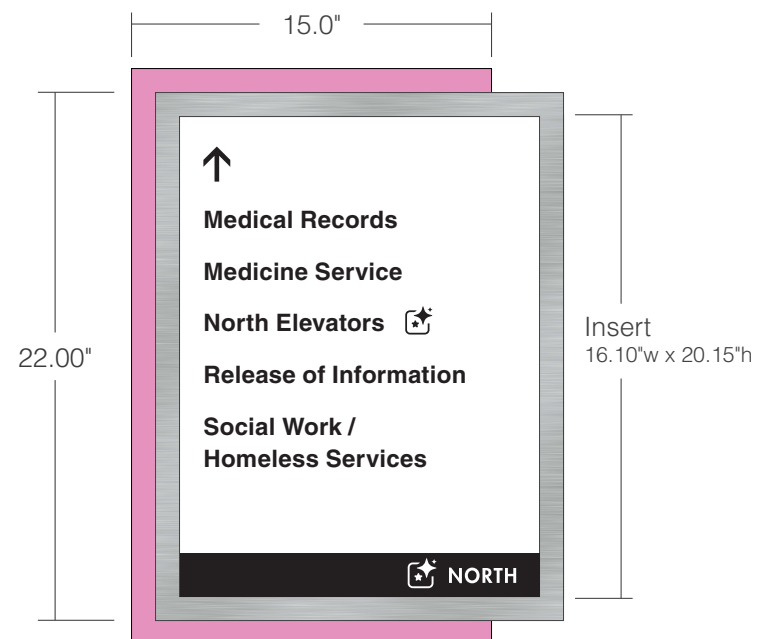 15.0"
↑
Medical Records
Medicine Service
North Elevators
Release of Information
Social Work /
Homeless Services
NORTH
22.00"
Insert
16.10"w x 20.15"h